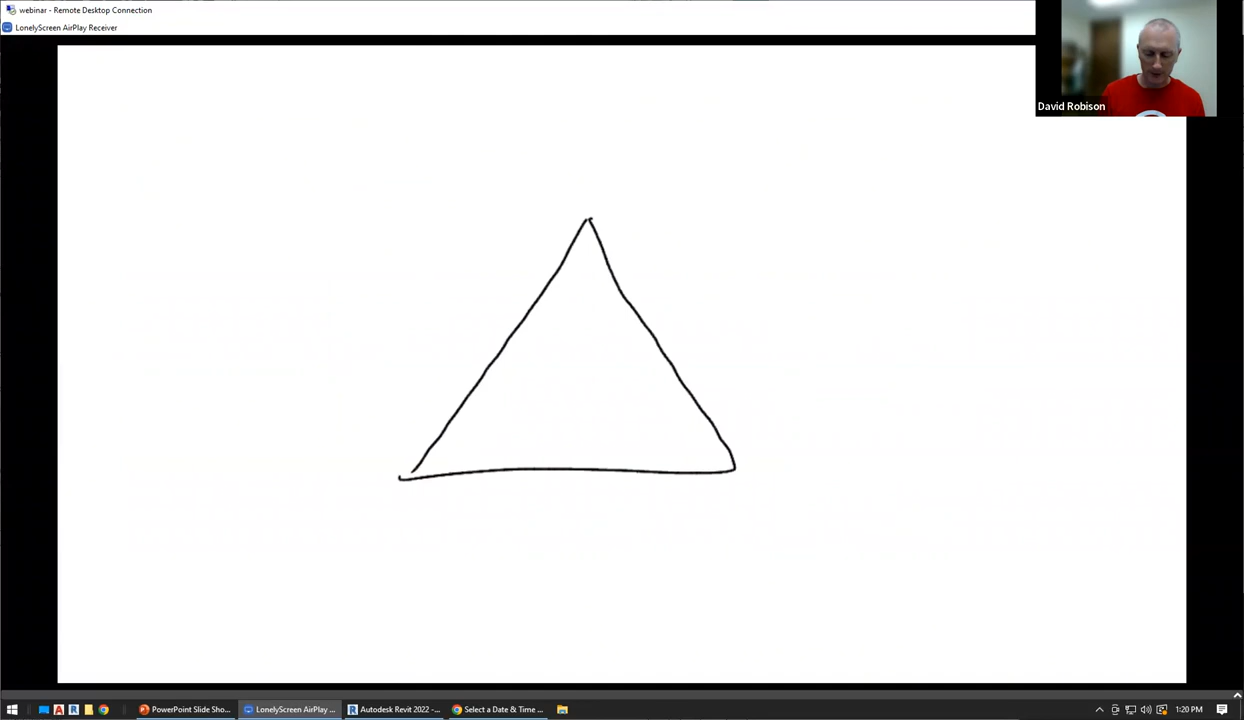 webinar - Remote Desktop Connection
LonelyScreen AirPlay Receiver
David Robison
PowerPoint Slide Sho...
LonelyScreen AirPlay ...
Autodesk Revit 2022 -...
Select a Date & Time ...
1:20 PM